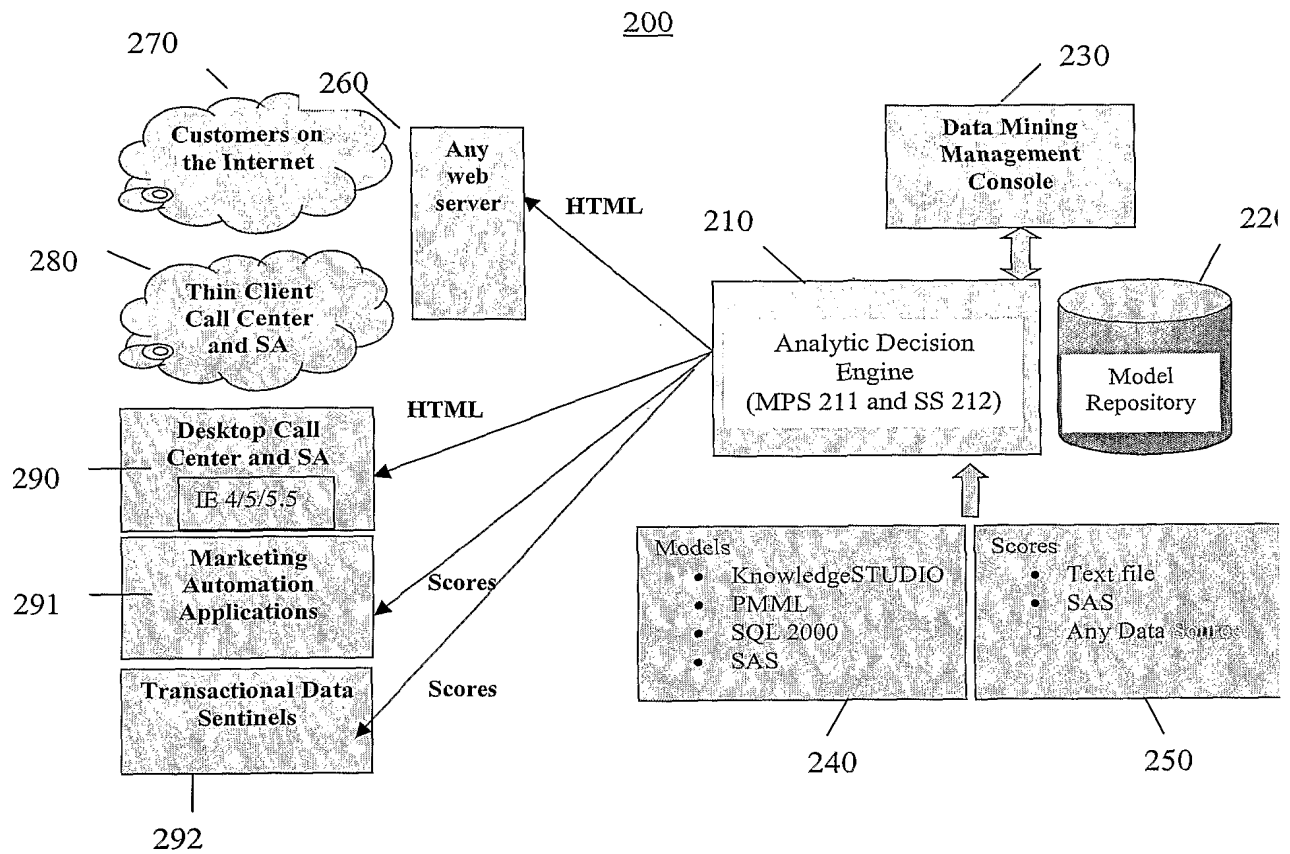 200
270
260
230
Customers on
the Internet
Any
web
server
Data Mining
Management
Console
HTML
210
220
280
Thin Client
Call Center
and SA
Analytic Decision
Engine
(MPS 211 and SS 212)
Model
Repository
HTML
Desktop Call
Center and SA
290
IE 4/5/5.5
Marketing
Automation
Applications
291
Scores
Models
• KnowledgeSTUDIO
• PMML
• SQL 2000
• SAS
Scores
• Text file
• SAS
▫ Any Data Source
Transactional Data
Sentinels
Scores
240
250
292